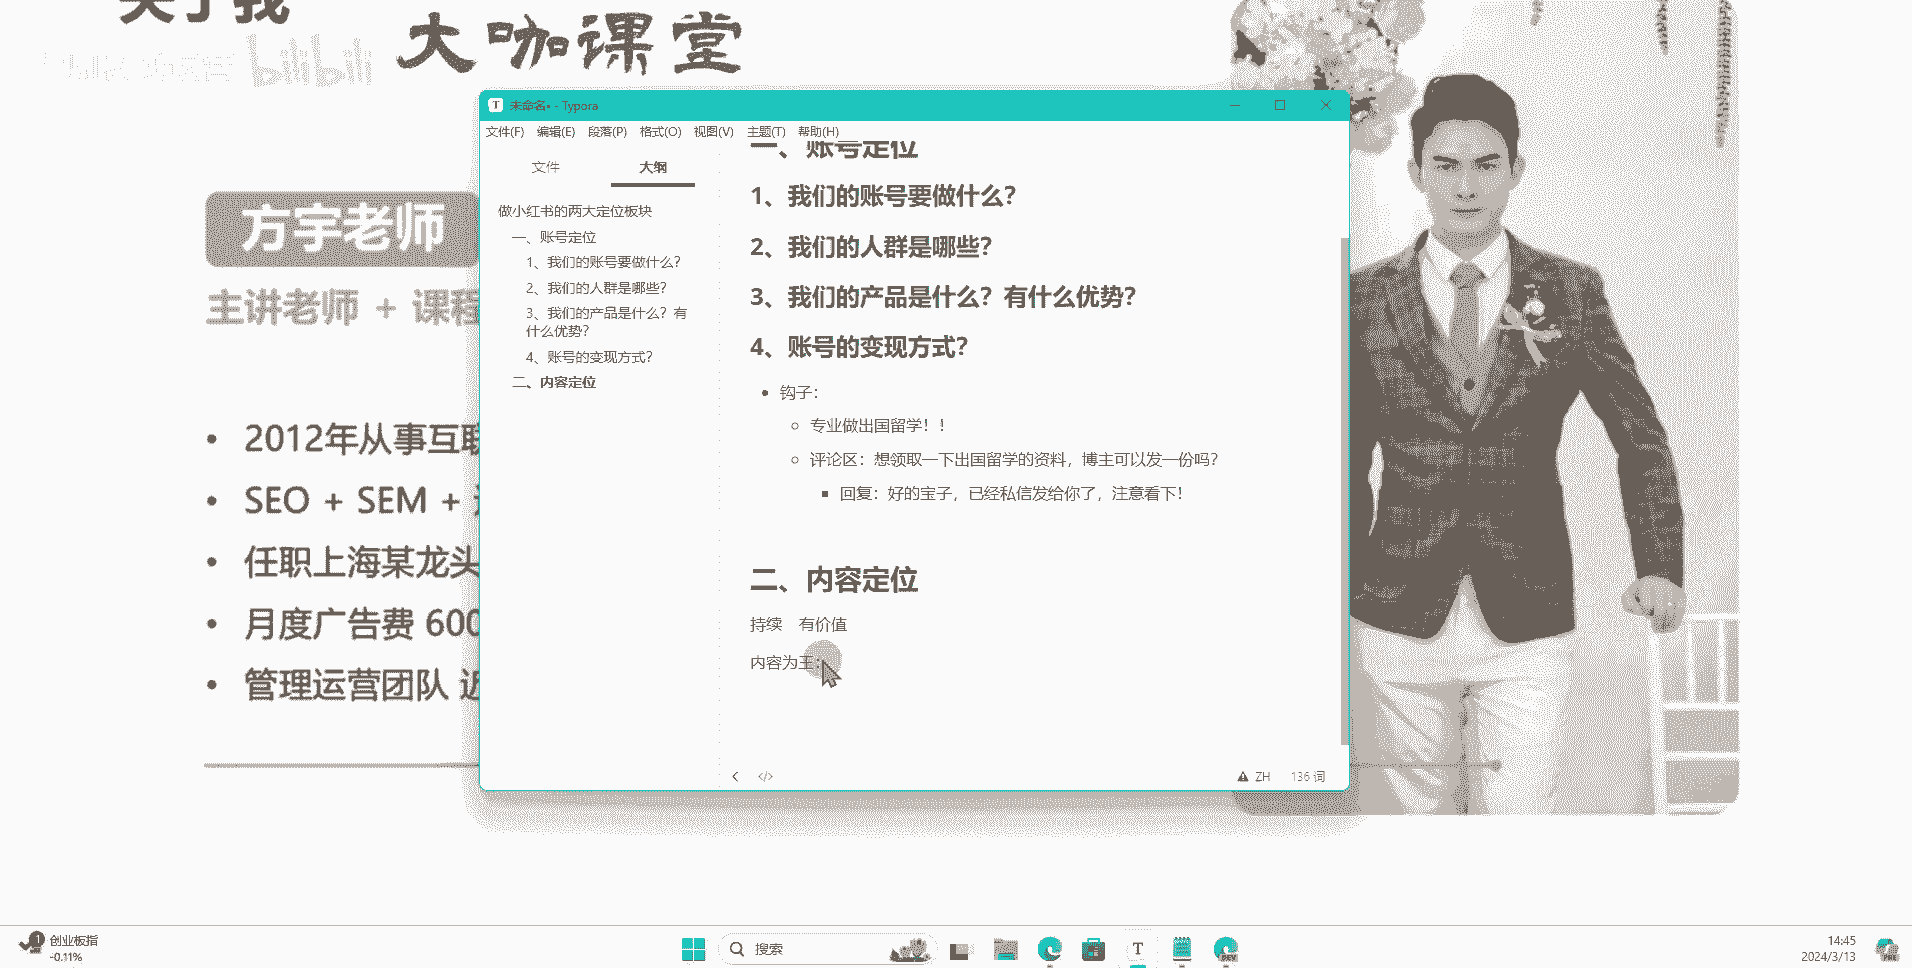 关于我
bilibili
大咖课堂
方宇老师
主讲老师 + 课程
• 2012年从事互联
• SEO + SEM +
• 任职上海某龙头
• 月度广告费 600
• 管理运营团队 近
未命名• - Typora
文件(F) 编辑(E) 段落(P) 格式(O) 视图(V) 主题(T) 帮助(H)
文件 大纲
做小红书的两大定位板块
一、账号定位
1、我们的账号要做什么?
2、我们的人群是哪些?
3、我们的产品是什么?有
什么优势?
4、账号的变现方式?
二、内容定位
一、账号定位
1、我们的账号要做什么?
2、我们的人群是哪些?
3、我们的产品是什么?有什么优势?
4、账号的变现方式?
• 钩子:
○ 专业做出国留学!!
○ 评论区:想领取一下出国留学的资料,博主可以发一份吗?
▪ 回复:好的宝子,已经私信发给你了,注意看下!
二、内容定位
持续 有价值
内容为王:
ZH 136 词
1
创业板指
-0.11%
搜索
T
DEV
14:45
2024/3/13
PRE